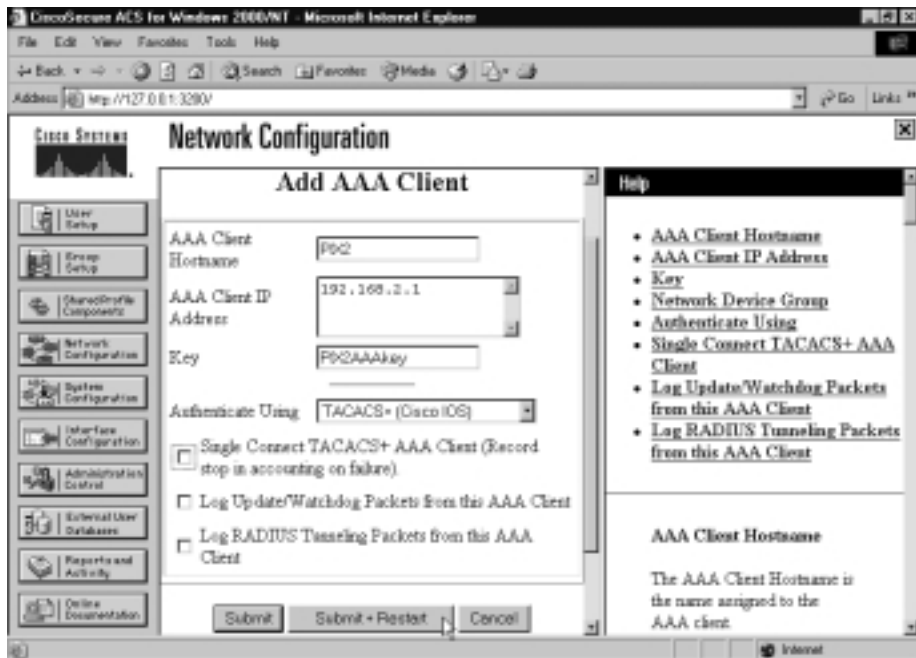 CiscoSecure ACS for Windows 2000/NT - Microsoft Internet Explorer
File Edit View Favorites Tools Help
Back Search Favorites Media
Address http://127.0.0.1:3280/ Go Links »
CISCO SYSTEMS
Network Configuration
User Setup
Group Setup
Shared Profile Components
Network Configuration
System Configuration
Interface Configuration
Administration Control
External User Databases
Reports and Activity
Online Documentation
Add AAA Client
AAA Client Hostname
PIX2
AAA Client IP Address
192.168.2.1
Key
PIX2AAAkey
Authenticate Using TACACS+ (Cisco IOS)
Single Connect TACACS+ AAA Client (Record
stop in accounting on failure).
Log Update/Watchdog Packets from this AAA Client
Log RADIUS Tunneling Packets from this AAA
Client
Submit Submit + Restart Cancel
Help
• AAA Client Hostname
• AAA Client IP Address
• Key
• Network Device Group
• Authenticate Using
• Single Connect TACACS+ AAA
Client
• Log Update/Watchdog Packets
from this AAA Client
• Log RADIUS Tunneling Packets
from this AAA Client
AAA Client Hostname
The AAA Client Hostname is
the name assigned to the
AAA client.
Internet